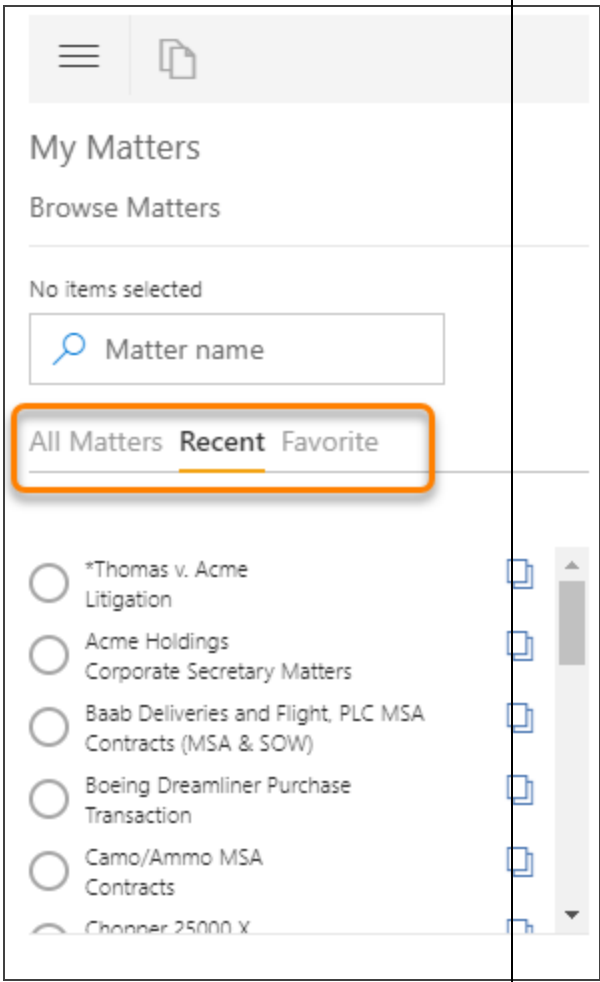 My Matters
Browse Matters
No items selected
Matter name
All Matters Recent Favorite
*Thomas v. Acme
Litigation
Acme Holdings
Corporate Secretary Matters
Baab Deliveries and Flight, PLC MSA
Contracts (MSA & SOW)
Boeing Dreamliner Purchase
Transaction
Camo/Ammo MSA
Contracts
Chopper 25000 X